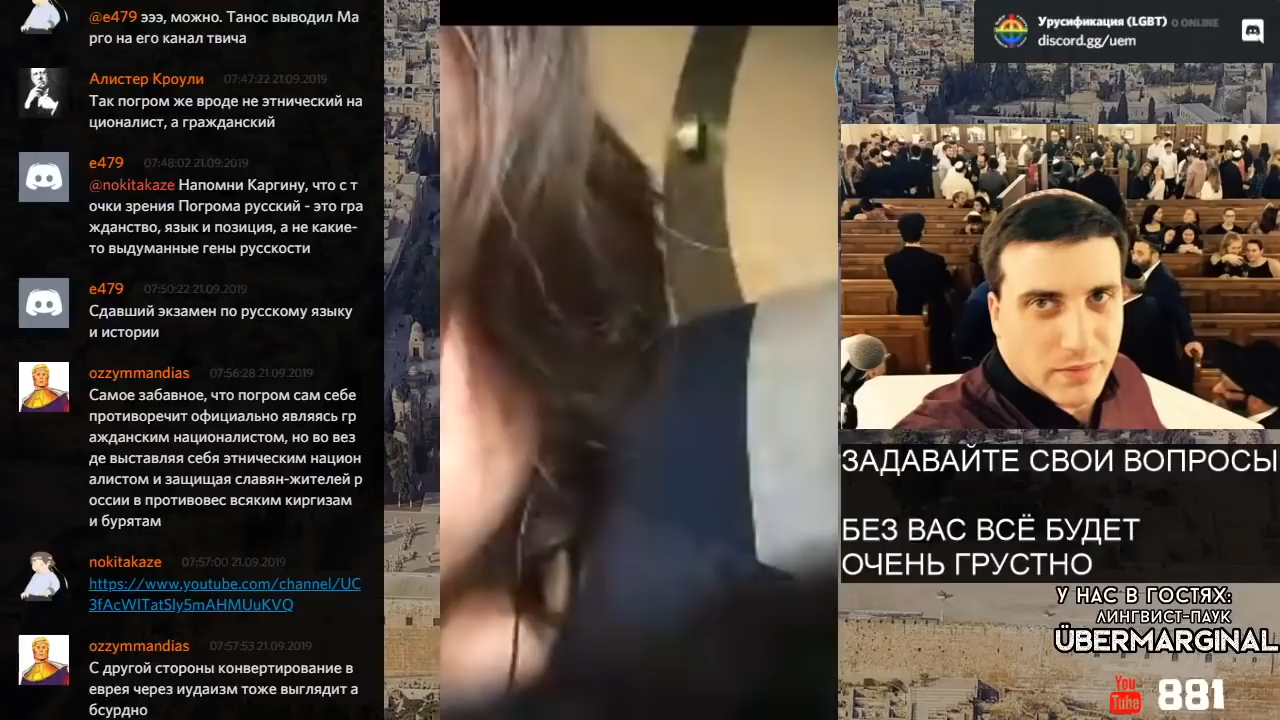 @e479 эээ, можно. Танос выводил Ма
рго на его канал твича
Алистер Кроули 07:47:22 21.09.2019
Так погром же вроде не этнический на
ционалист, а гражданский
e479 07:48:02 21.09.2019
@nokitakaze Напомни Каргину, что с т
очки зрения Погрома русский - это гра
жданство, язык и позиция, а не какие-
то выдуманные гены русскости
e479 07:50:22 21.09.2019
Сдавший экзамен по русскому языку
и истории
ozzymmandias 07:56:28 21.09.2019
Самое забавное, что погром сам себе
противоречит официально являясь гр
ажданским националистом, но во вез
де выставляя себя этническим национ
алистом и защищая славян-жителей р
оссии в противовес всяким киргизам
и бурятам
nokitakaze 07:57:00 21.09.2019
https://www.youtube.com/channel/UC
3fAcWlTatSly5mAHMUuKVQ
ozzymmandias 07:57:53 21.09.2019
С другой стороны конвертирование в
еврея через иудаизм тоже выглядит а
бсурдно
Урусификация (LGBT) 0 ONLINE
discord.gg/uem
ЗАДАВАЙТЕ СВОИ ВОПРОСЫ
БЕЗ ВАС ВСЁ БУДЕТ
ОЧЕНЬ ГРУСТНО
У НАС В ГОСТЯХ:
ЛИНГВИСТ-ПАУК
ÜBERMARGINAL
You
Tube 881